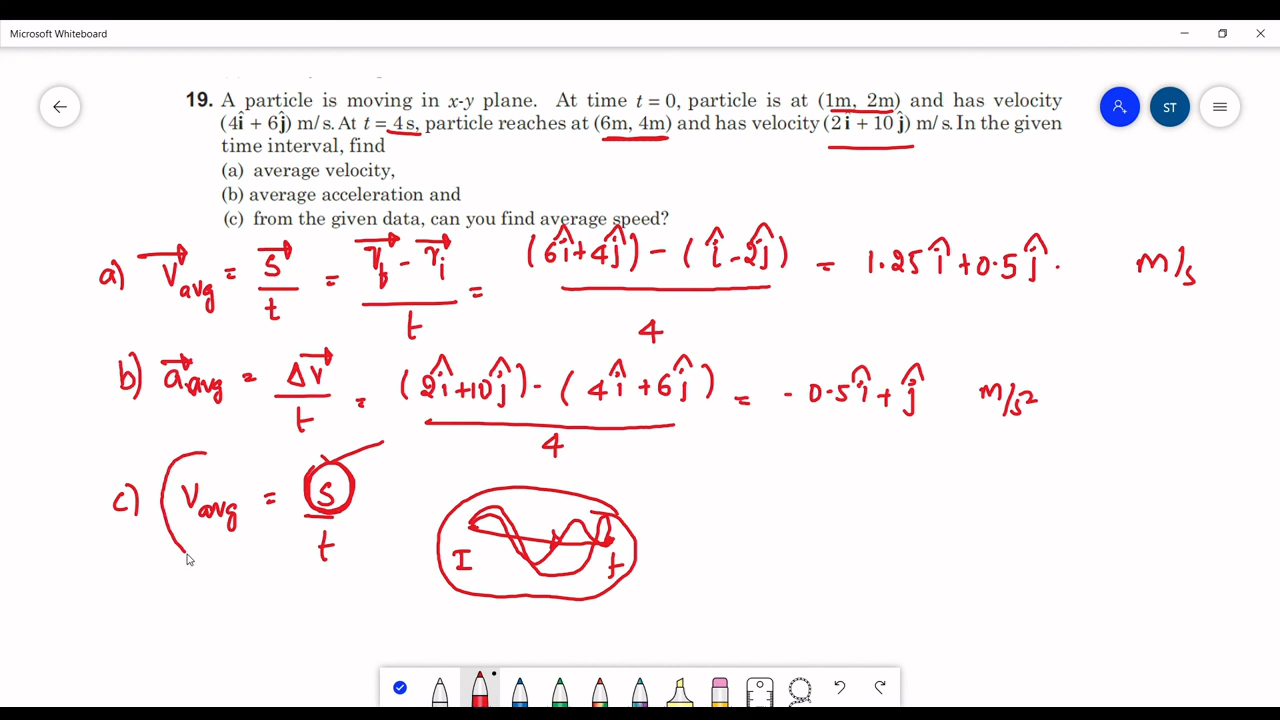 Microsoft Whiteboard
ST
19. A particle is moving in x-y plane. At time t = 0, particle is at (1m, 2m) and has velocity
(4î + 6ĵ) m/s. At t = 4 s, particle reaches at (6m, 4m) and has velocity (2î + 10ĵ) m/s. In the given
time interval, find
(a) average velocity,
(b) average acceleration and
(c) from the given data, can you find average speed?
a) v⃗avg = s⃗/t = (r⃗f - r⃗i)/t = ((6î+4ĵ) - (î-2ĵ))/4 = 1.25î+0.5ĵ. m/s
b) a⃗avg = Δv⃗/t = ((2î+10ĵ) - (4î+6ĵ))/4 = -0.5î+ĵ m/s²
c) (vavg = s/t
I f